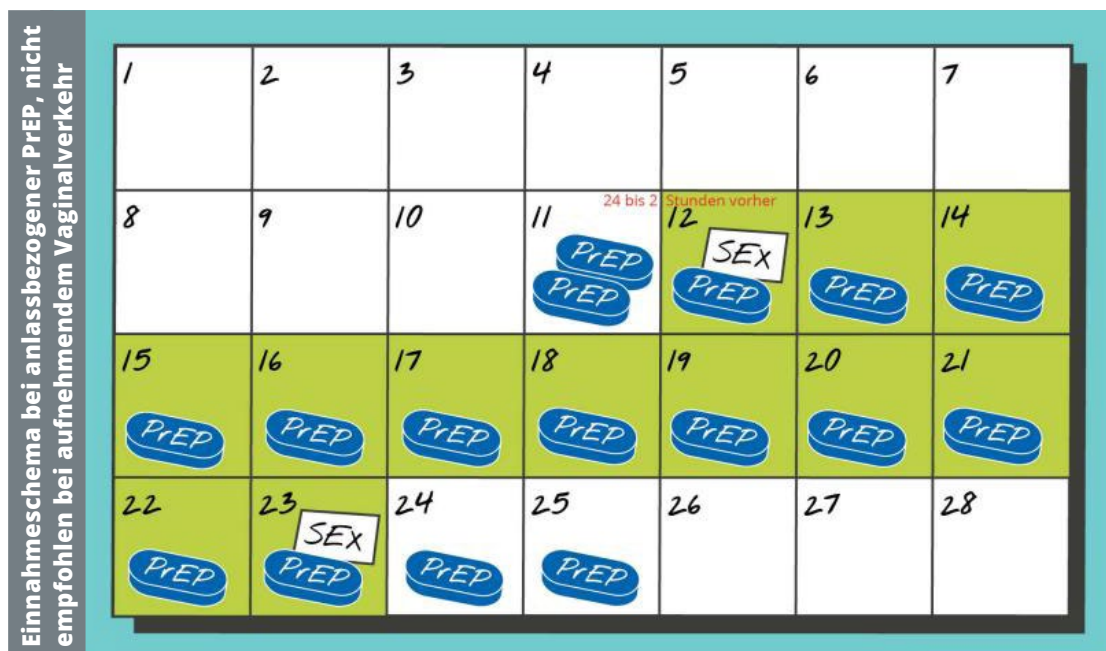 Einnahmeschema bei anlassbezogener PrEP, nicht
empfohlen bei aufnehmendem Vaginalverkehr
1 2 3 4 5 6 7
24 bis 2 Stunden vorher
8 9 10 11 12 13 14
SEx
PrEP
PrEP PrEP PrEP PrEP
15 16 17 18 19 20 21
PrEP PrEP PrEP PrEP PrEP PrEP PrEP
22 23 24 25 26 27 28
SEx
PrEP PrEP PrEP PrEP